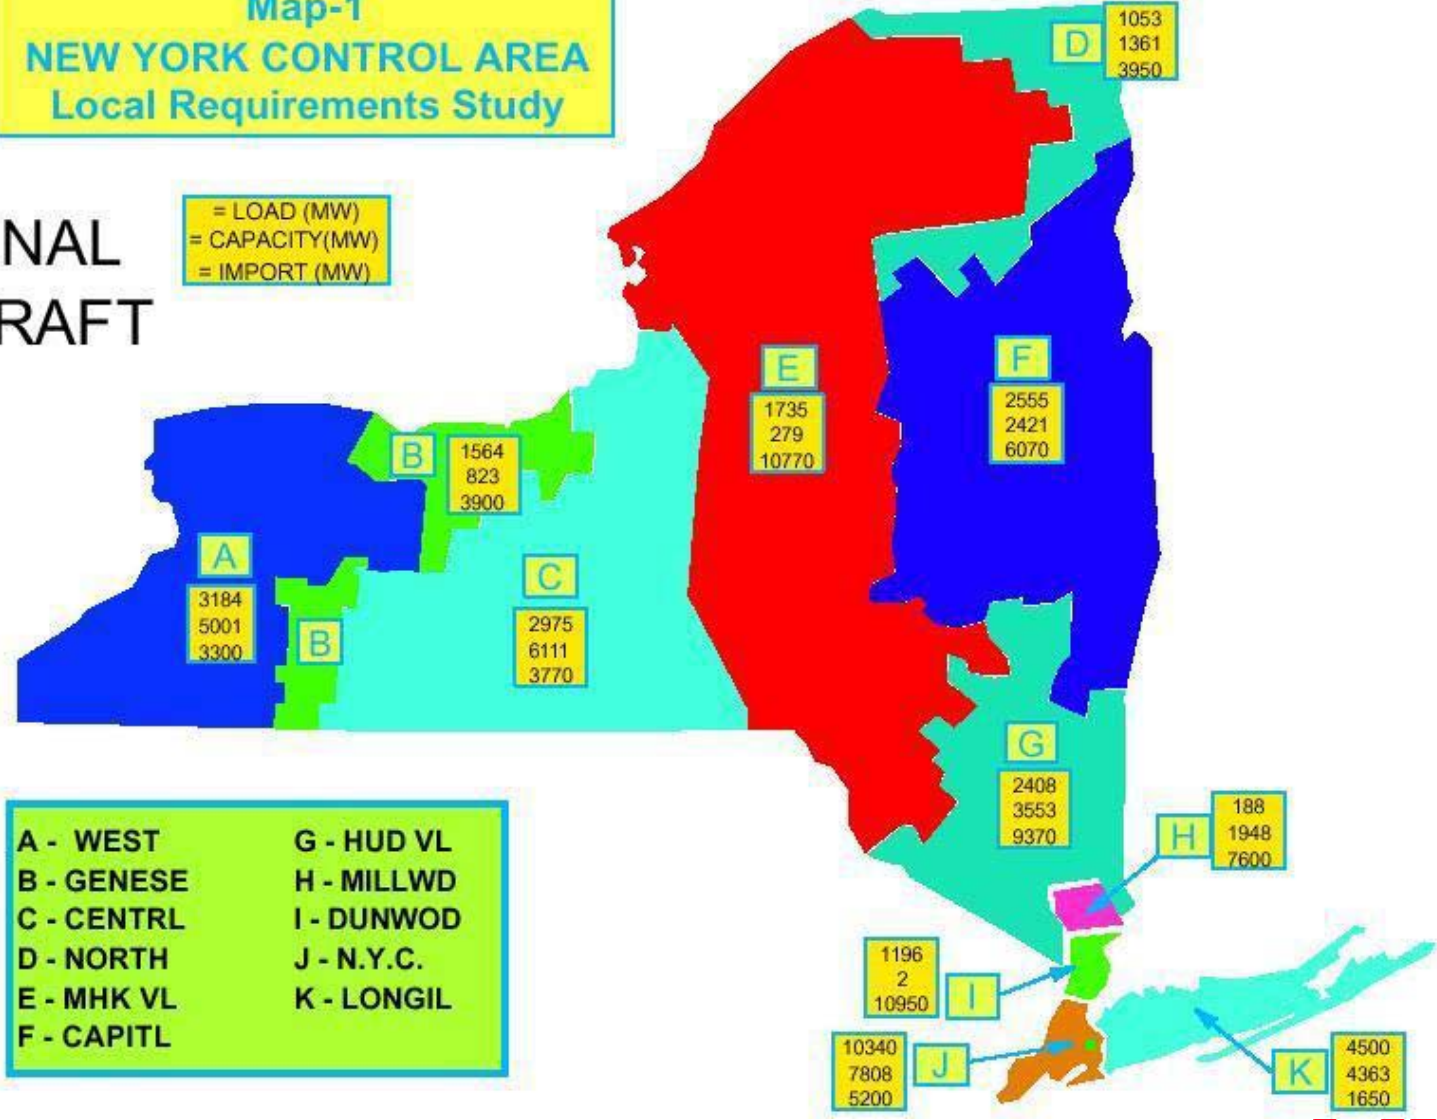 Map-1
NEW YORK CONTROL AREA
Local Requirements Study
NAL
RAFT
= LOAD (MW)
= CAPACITY(MW)
= IMPORT (MW)
D
1053
1361
3950
E
1735
279
10770
F
2555
2421
6070
B
1564
823
3900
A
3184
5001
3300
B
C
2975
6111
3770
G
2408
3553
9370
H
188
1948
7600
I
1196
2
10950
J
10340
7808
5200
K
4500
4363
1650
A - WEST
B - GENESE
C - CENTRL
D - NORTH
E - MHK VL
F - CAPITL
G - HUD VL
H - MILLWD
I - DUNWOD
J - N.Y.C.
K - LONGIL